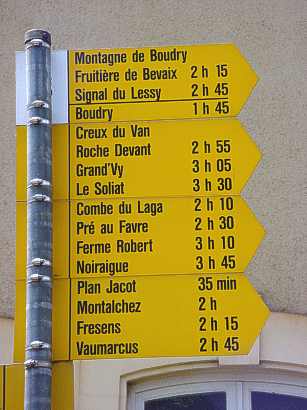 Montagne de Boudry
Fruitière de Bevaix 2 h 15
Signal du Lessy 2 h 45
Boudry 1 h 45
Creux du Van
Roche Devant 2 h 55
Grand'Vy 3 h 05
Le Soliat 3 h 30
Combe du Laga 2 h 10
Pré au Favre 2 h 30
Ferme Robert 3 h 10
Noiraigue 3 h 45
Plan Jacot 35 min
Montalchez 2 h
Fresens 2 h 15
Vaumarcus 2 h 45